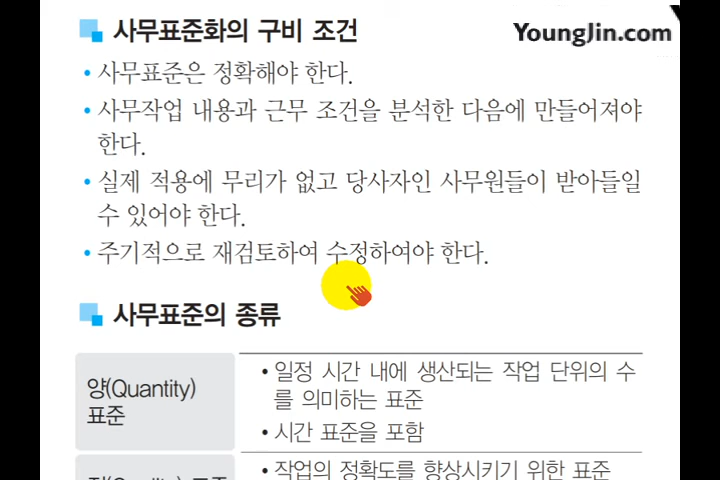 사무표준화의 구비 조건
YoungJin.com
• 사무표준은 정확해야 한다.
• 사무작업 내용과 근무 조건을 분석한 다음에 만들어져야
한다.
• 실제 적용에 무리가 없고 당사자인 사무원들이 받아들일
수 있어야 한다.
• 주기적으로 재검토하여 수정하여야 한다.
사무표준의 종류
양(Quantity)
표준
• 일정 시간 내에 생산되는 작업 단위의 수
를 의미하는 표준
• 시간 표준을 포함
• 작업의 정확도를 향상시키기 위한 표준